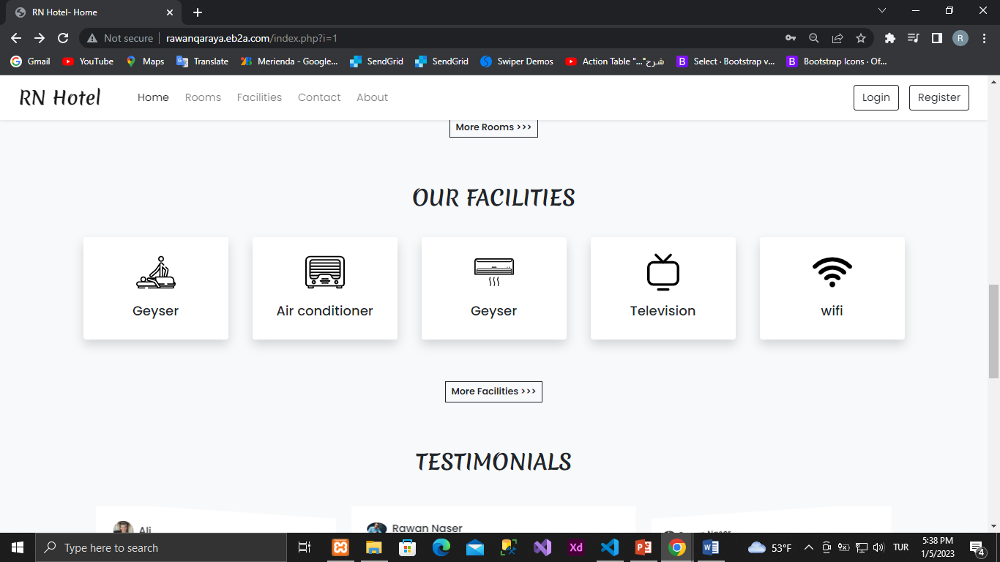 RN Hotel- Home
Not secure
rawanqaraya.eb2a.com/index.php?i=1
R
Gmail
YouTube
Maps
Translate
Merienda - Google...
SendGrid
SendGrid
Swiper Demos
Action Table "..."شرح
B
Select · Bootstrap v...
B
Bootstrap Icons · Of...
RN Hotel
Home
Rooms
Facilities
Contact
About
Login
Register
More Rooms >>>
OUR FACILITIES
Geyser
Air conditioner
Geyser
Television
wifi
More Facilities >>>
TESTIMONIALS
Ali
Rawan Naser
Naser
Type here to search
Xd
53°F
TUR
5:38 PM
1/5/2023
4